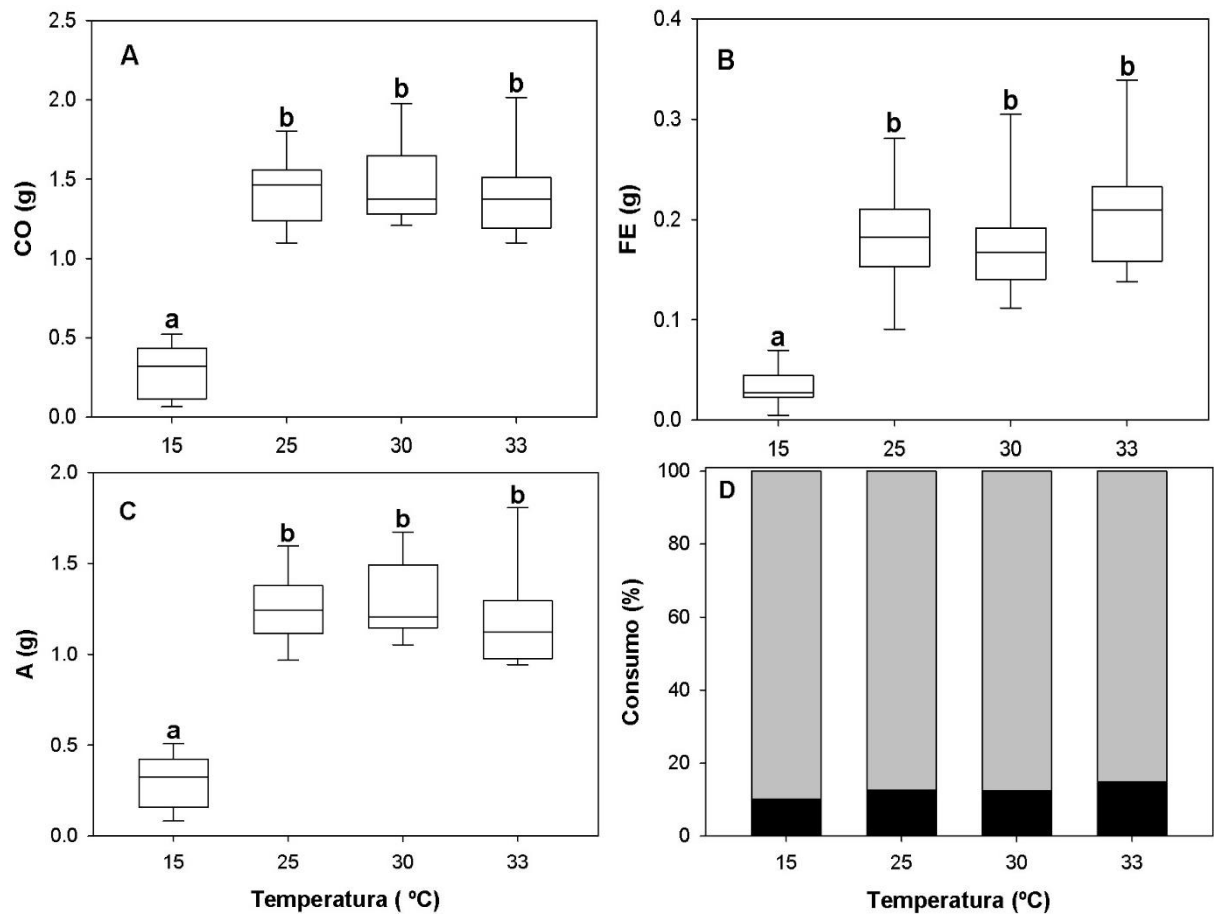 A
CO (g)
2.5
2.0
1.5
1.0
0.5
0.0
a
b
b
b
15
25
30
33
B
FE (g)
0.4
0.3
0.2
0.1
0.0
a
b
b
b
15
25
30
33
C
A (g)
2.0
1.5
1.0
0.5
0.0
a
b
b
b
15
25
30
33
Temperatura ( ºC)
D
Consumo (%)
100
80
60
40
20
0
15
25
30
33
Temperatura (ºC)